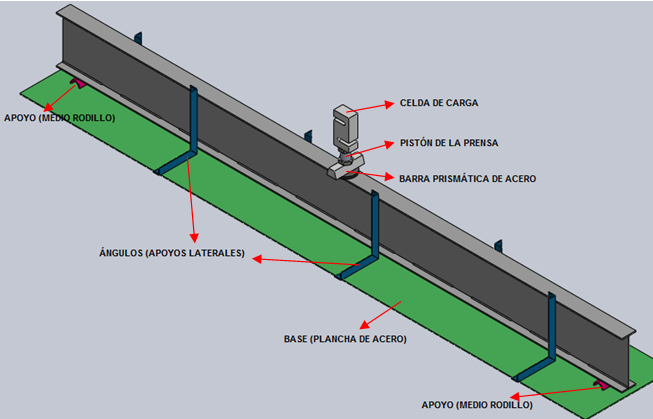 CELDA DE CARGA
APOYO (MEDIO RODILLO)
PISTÓN DE LA PRENSA
BARRA PRISMÁTICA DE ACERO
ÁNGULOS (APOYOS LATERALES)
BASE (PLANCHA DE ACERO)
APOYO (MEDIO RODILLO)